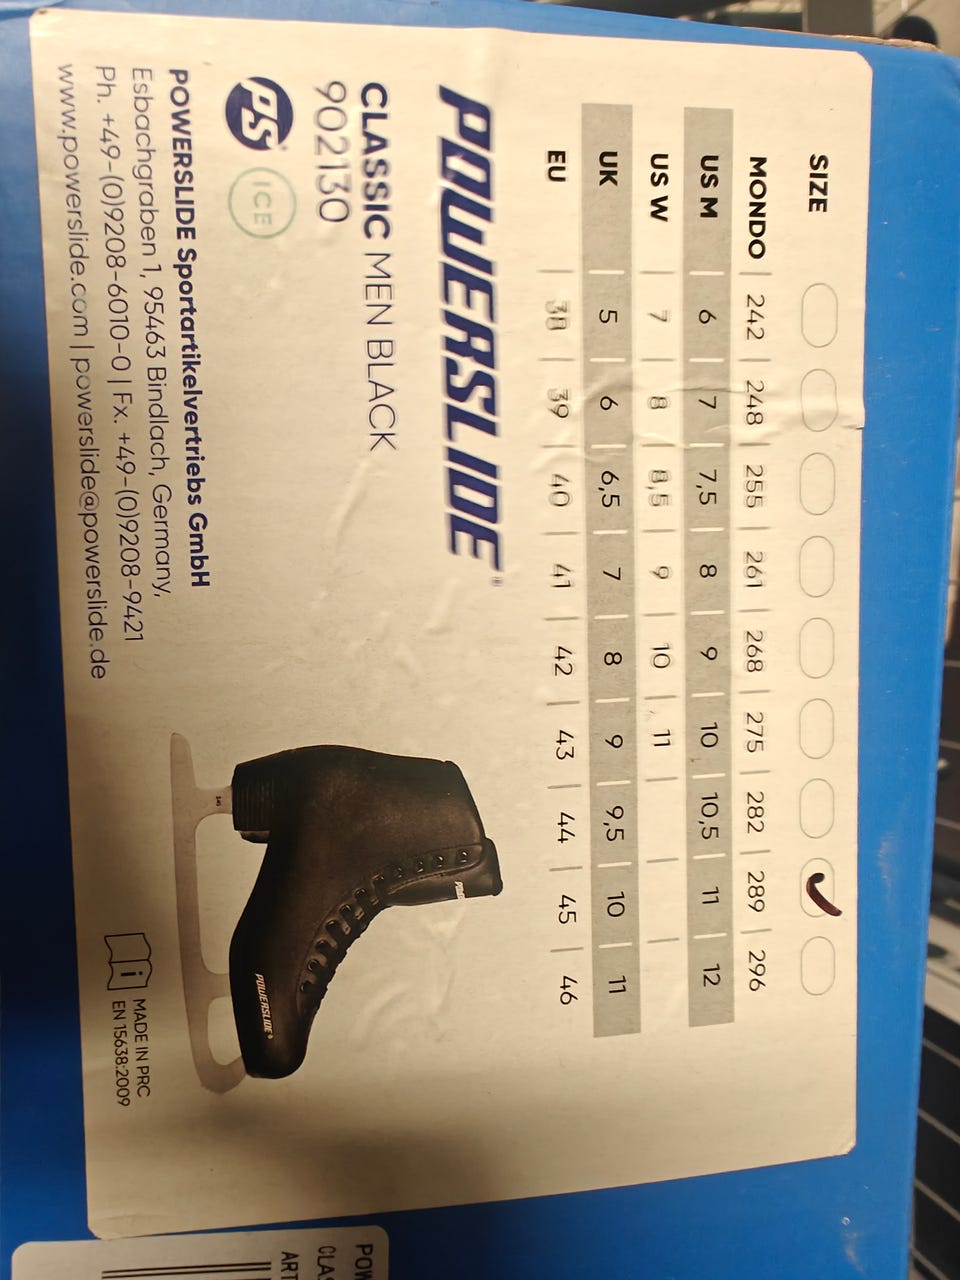 SIZE
MONDO | 242 | 248 | 255 | 261 | 268 | 275 | 282 | 289 | 296
US M | 6 | 7 | 7,5 | 8 | 9 | 10 | 10,5 | 11 | 12
US W | 7 | 8 | 8,5 | 9 | 10 | 11 | | |
UK | 5 | 6 | 6,5 | 7 | 8 | 9 | 9,5 | 10 | 11
EU | 38 | 39 | 40 | 41 | 42 | 43 | 44 | 45 | 46
POWERSLIDE®
CLASSIC MEN BLACK
902130
PS ICE
POWERSLIDE Sportartikelvertriebs GmbH
Esbachgraben 1, 95463 Bindlach, Germany,
Ph. +49-(0)9208-6010-0 | Fx. +49-(0)9208-9421
www.powerslide.com | powerslide@powerslide.de
POWERSLIDE®
MADE IN PRC
EN 15638:2009